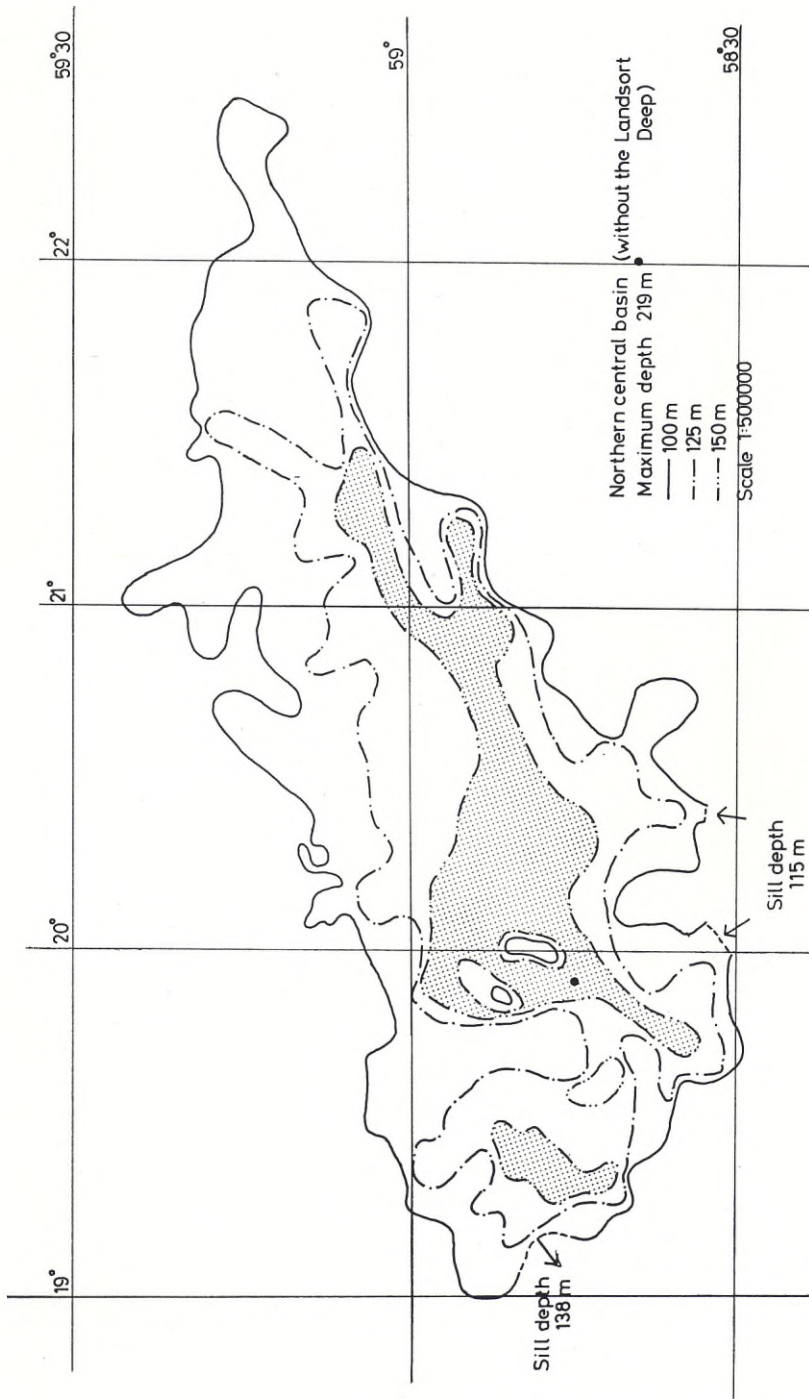 59°30
59°
58°30
22°
21°
20°
19°
Northern central basin (without the Landsort
Deep)
Maximum depth 219 m
100 m
125 m
150 m
Scale 1:500000
Sill depth
115 m
Sill depth
138 m